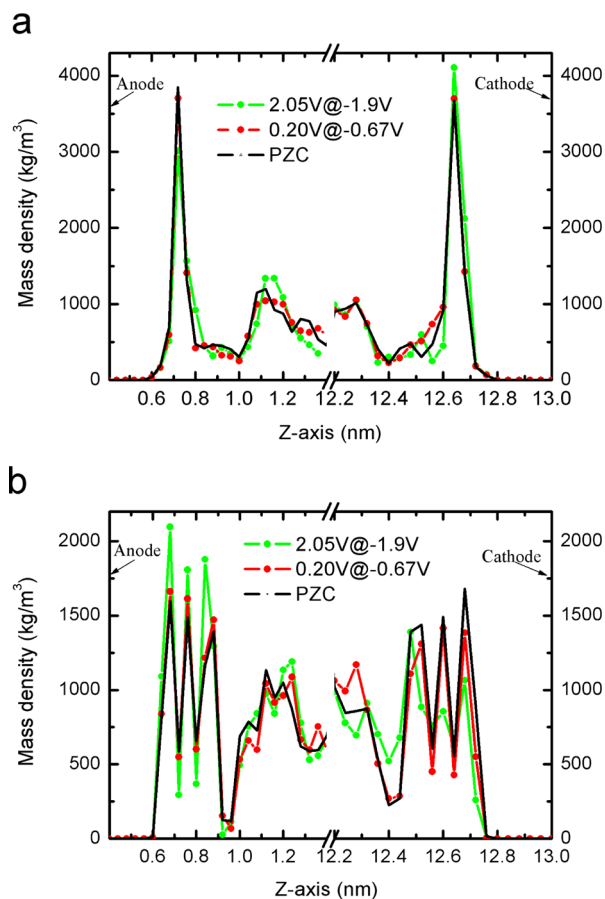 a
4000
3000
2000
1000
0
Mass density (kg/m³)
Anode
2.05V@-1.9V
0.20V@-0.67V
PZC
Cathode
4000
3000
2000
1000
0
0.6 0.8 1.0 1.2 1.4 12.2 12.4 12.6 12.8 13.0
Z-axis (nm)
b
2000
1500
1000
500
0
Mass density (kg/m³)
Anode
2.05V@-1.9V
0.20V@-0.67V
PZC
Cathode
2000
1500
1000
500
0
0.6 0.8 1.0 1.2 1.4 12.2 12.4 12.6 12.8 13.0
Z-axis (nm)